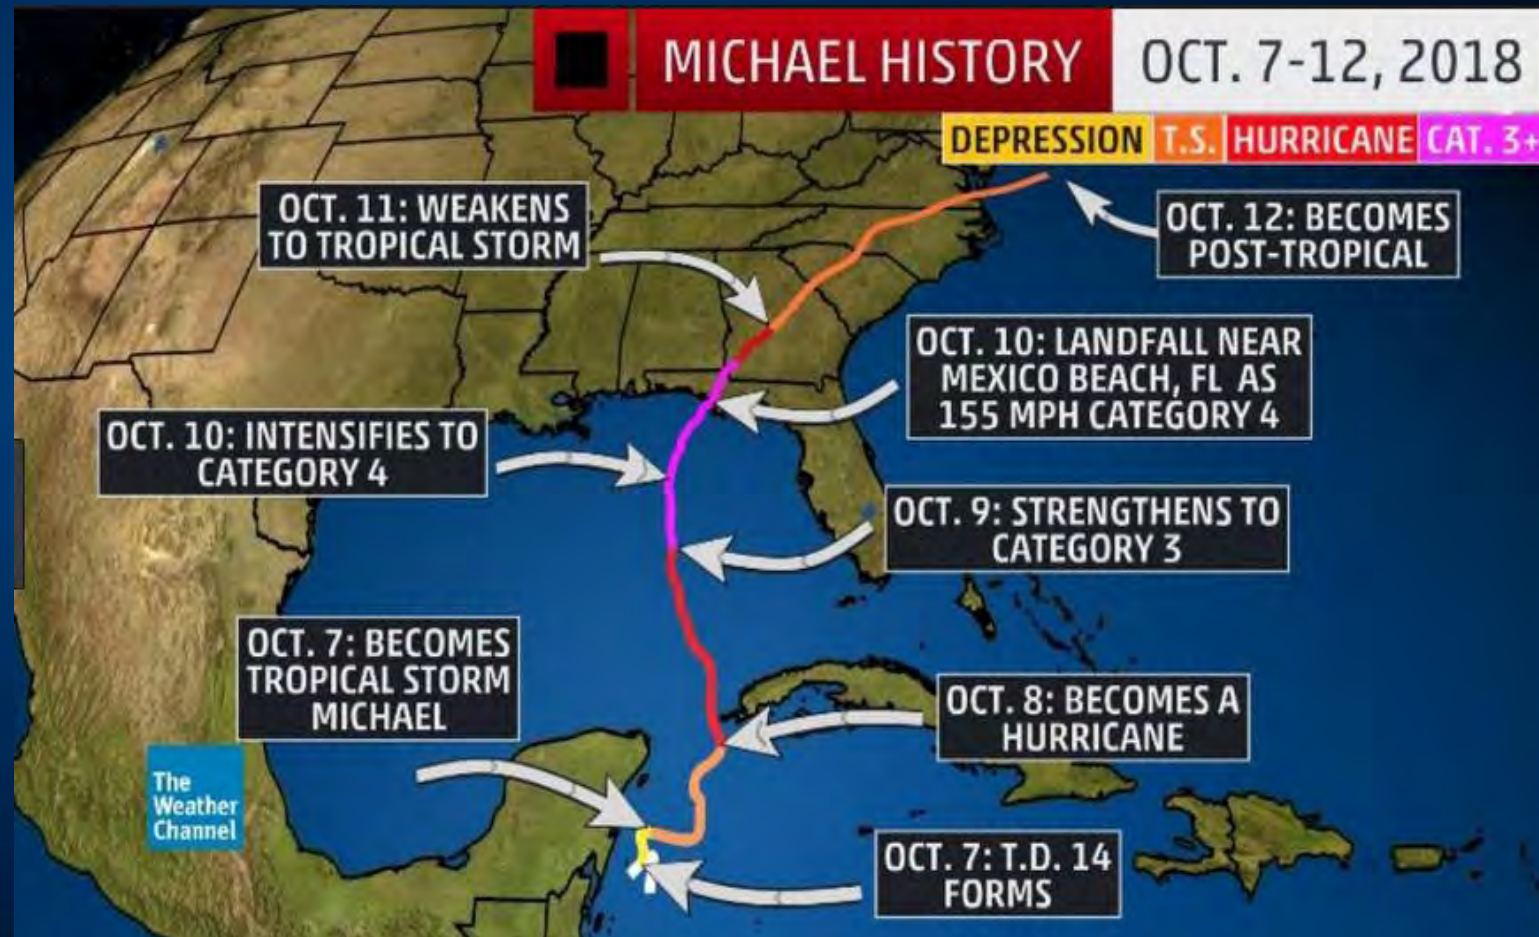 MICHAEL HISTORY
OCT. 7-12, 2018
DEPRESSION
T.S.
HURRICANE
CAT. 3+
OCT. 11: WEAKENS
TO TROPICAL STORM
OCT. 12: BECOMES
POST-TROPICAL
OCT. 10: LANDFALL NEAR
MEXICO BEACH, FL AS
155 MPH CATEGORY 4
OCT. 10: INTENSIFIES TO
CATEGORY 4
OCT. 9: STRENGTHENS TO
CATEGORY 3
OCT. 7: BECOMES
TROPICAL STORM
MICHAEL
OCT. 8: BECOMES A
HURRICANE
The
Weather
Channel
OCT. 7: T.D. 14
FORMS